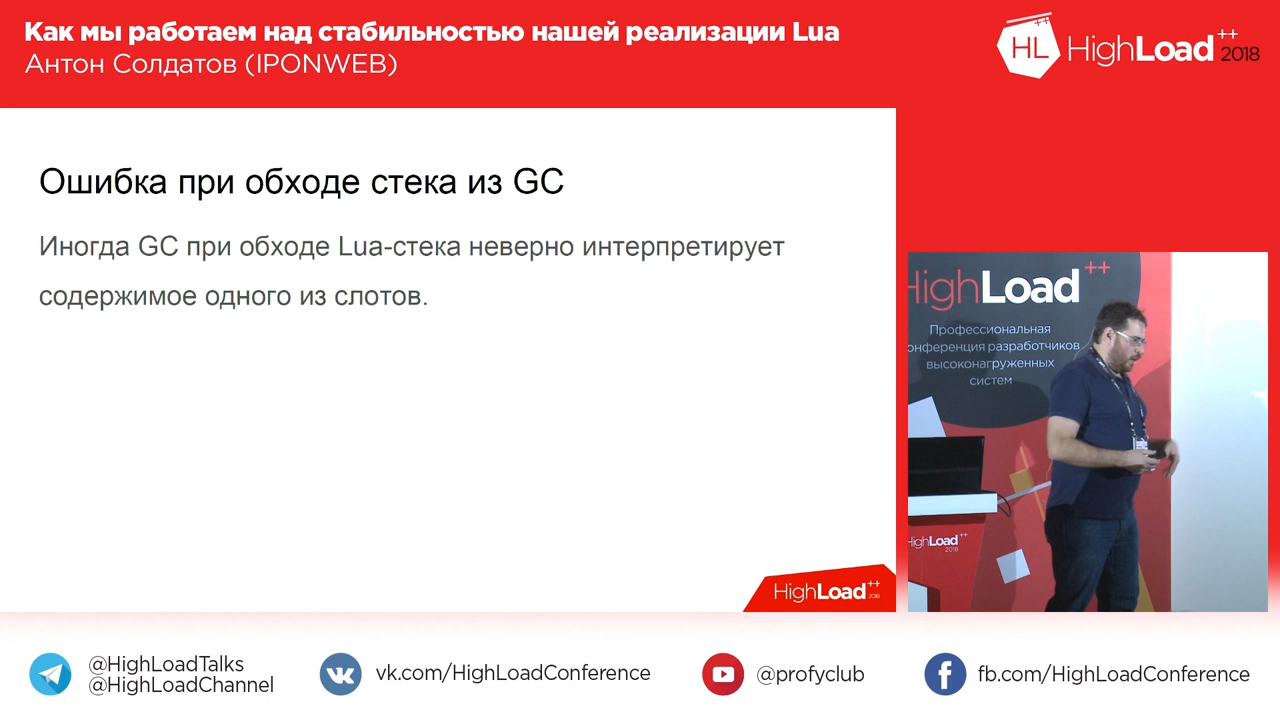 Как мы работаем над стабильностью нашей реализации Lua
Антон Солдатов (IPONWEB)
HL HighLoad++ 2018
Ошибка при обходе стека из GC
Иногда GC при обходе Lua-стека неверно интерпретирует
содержимое одного из слотов.
HighLoad++ 2018
HighLoad++
Профессиональная
конференция разработчиков
высоконагруженных
систем
HighLoad++
2018
@HighLoadTalks
@HighLoadChannel
vk.com/HighLoadConference
@profyclub
fb.com/HighLoadConference